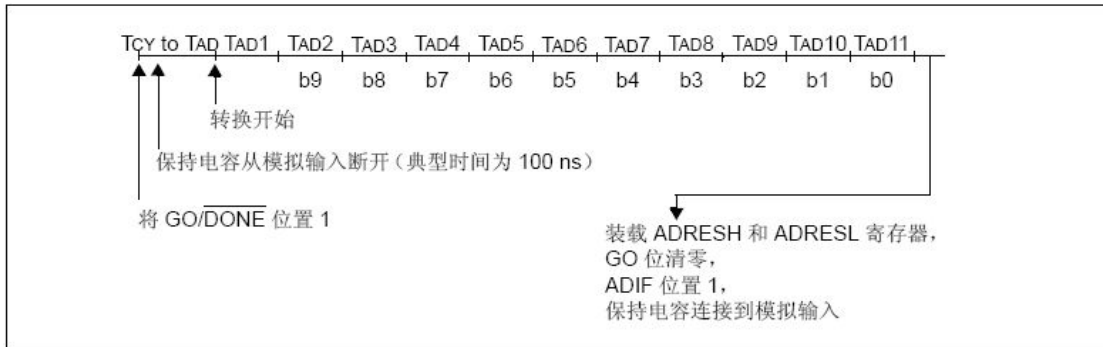 TCY to TAD TAD1 TAD2 TAD3 TAD4 TAD5 TAD6 TAD7 TAD8 TAD9 TAD10 TAD11
b9 b8 b7 b6 b5 b4 b3 b2 b1 b0
转换开始
保持电容从模拟输入断开（典型时间为 100 ns）
将 GO/DONE 位置 1
装载 ADRESH 和 ADRESL 寄存器，
GO 位清零，
ADIF 位置 1，
保持电容连接到模拟输入